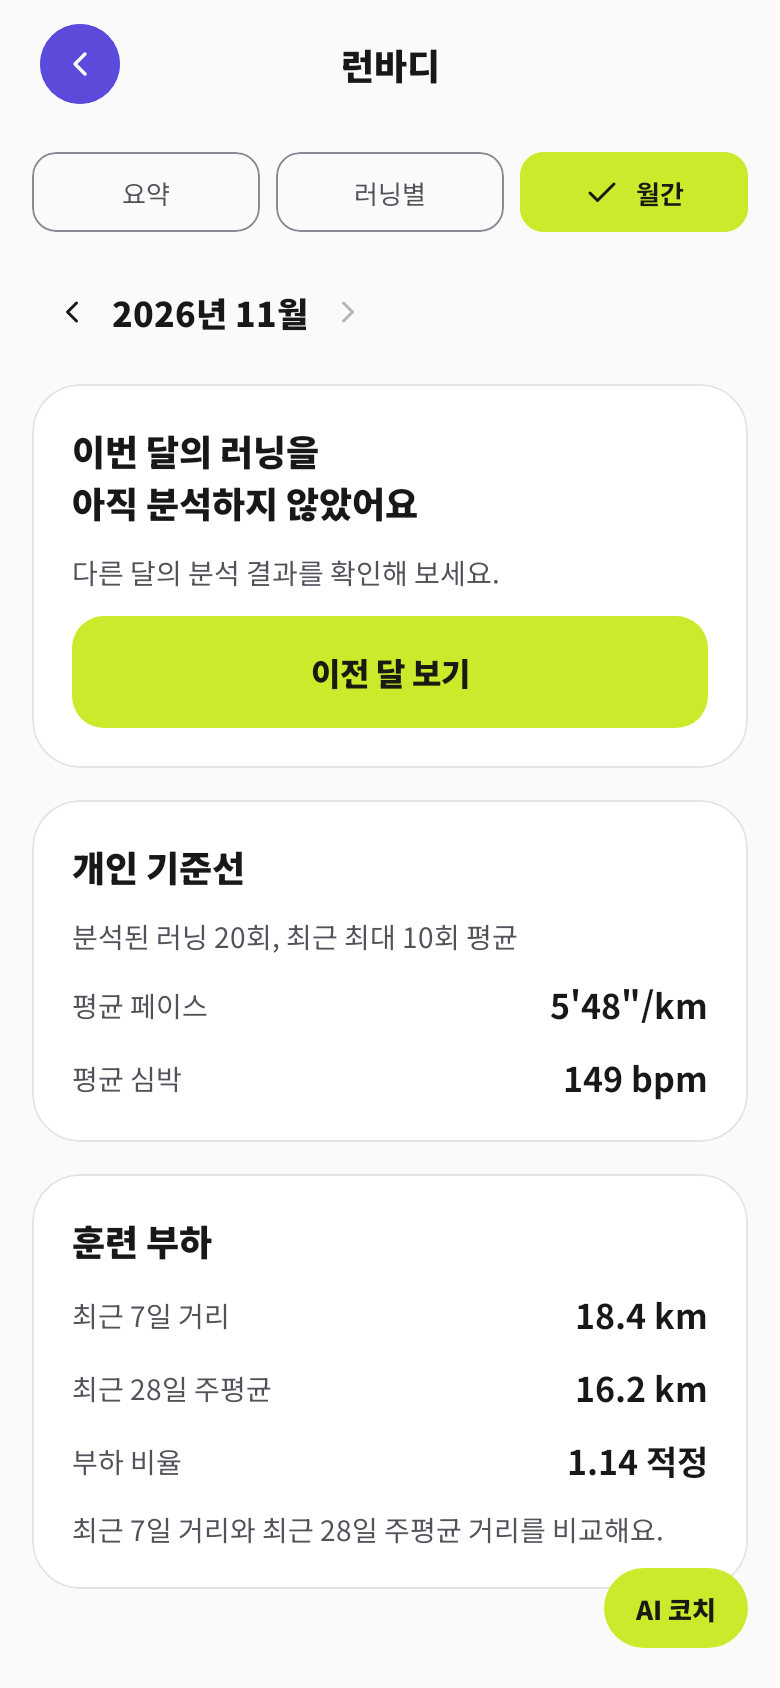 런바디
요약
러닝별
월간
2026년 11월
이번 달의 러닝을
아직 분석하지 않았어요
다른 달의 분석 결과를 확인해 보세요.
이전 달 보기
개인 기준선
분석된 러닝 20회, 최근 최대 10회 평균
평균 페이스 5'48"/km
평균 심박 149 bpm
훈련 부하
최근 7일 거리 18.4 km
최근 28일 주평균 16.2 km
부하 비율 1.14 적정
최근 7일 거리와 최근 28일 주평균 거리를 비교해요.
AI 코치